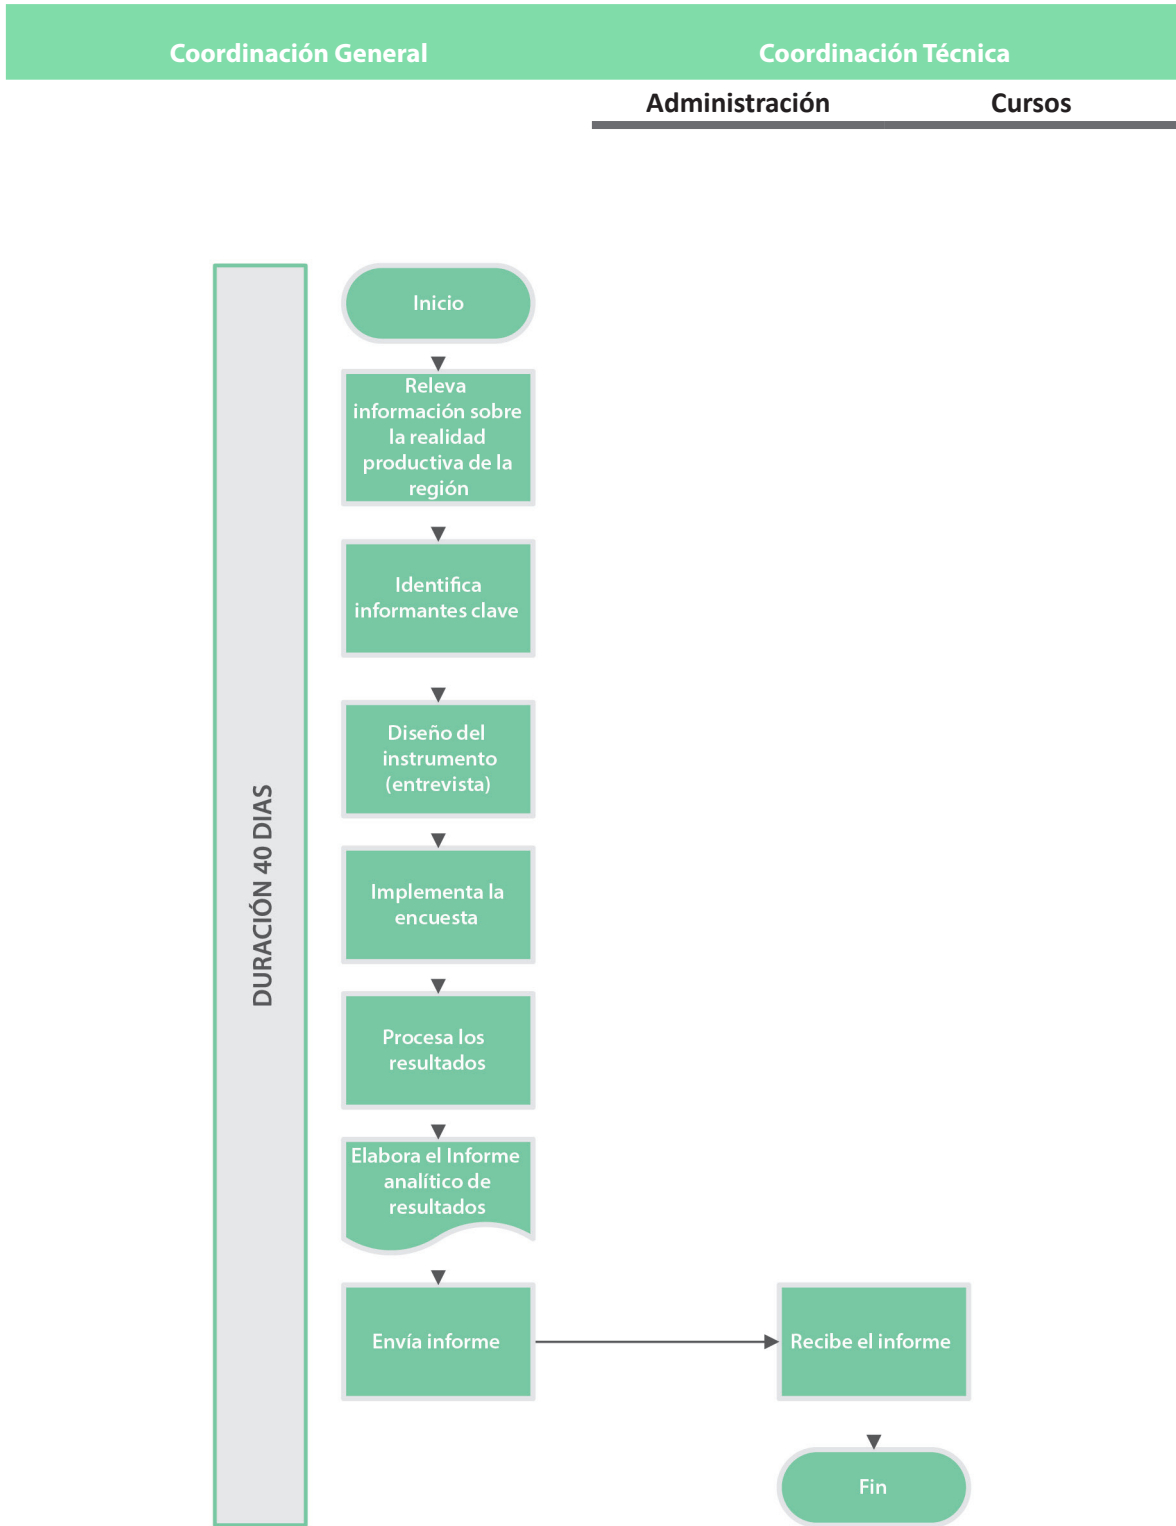 Coordinación General
Coordinación Técnica
Administración
Cursos
DURACIÓN 40 DIAS
Inicio
Releva
información sobre
la realidad
productiva de la
región
Identifica
informantes clave
Diseño del
instrumento
(entrevista)
Implementa la
encuesta
Procesa los
resultados
Elabora el Informe
analítico de
resultados
Envía informe
Recibe el informe
Fin